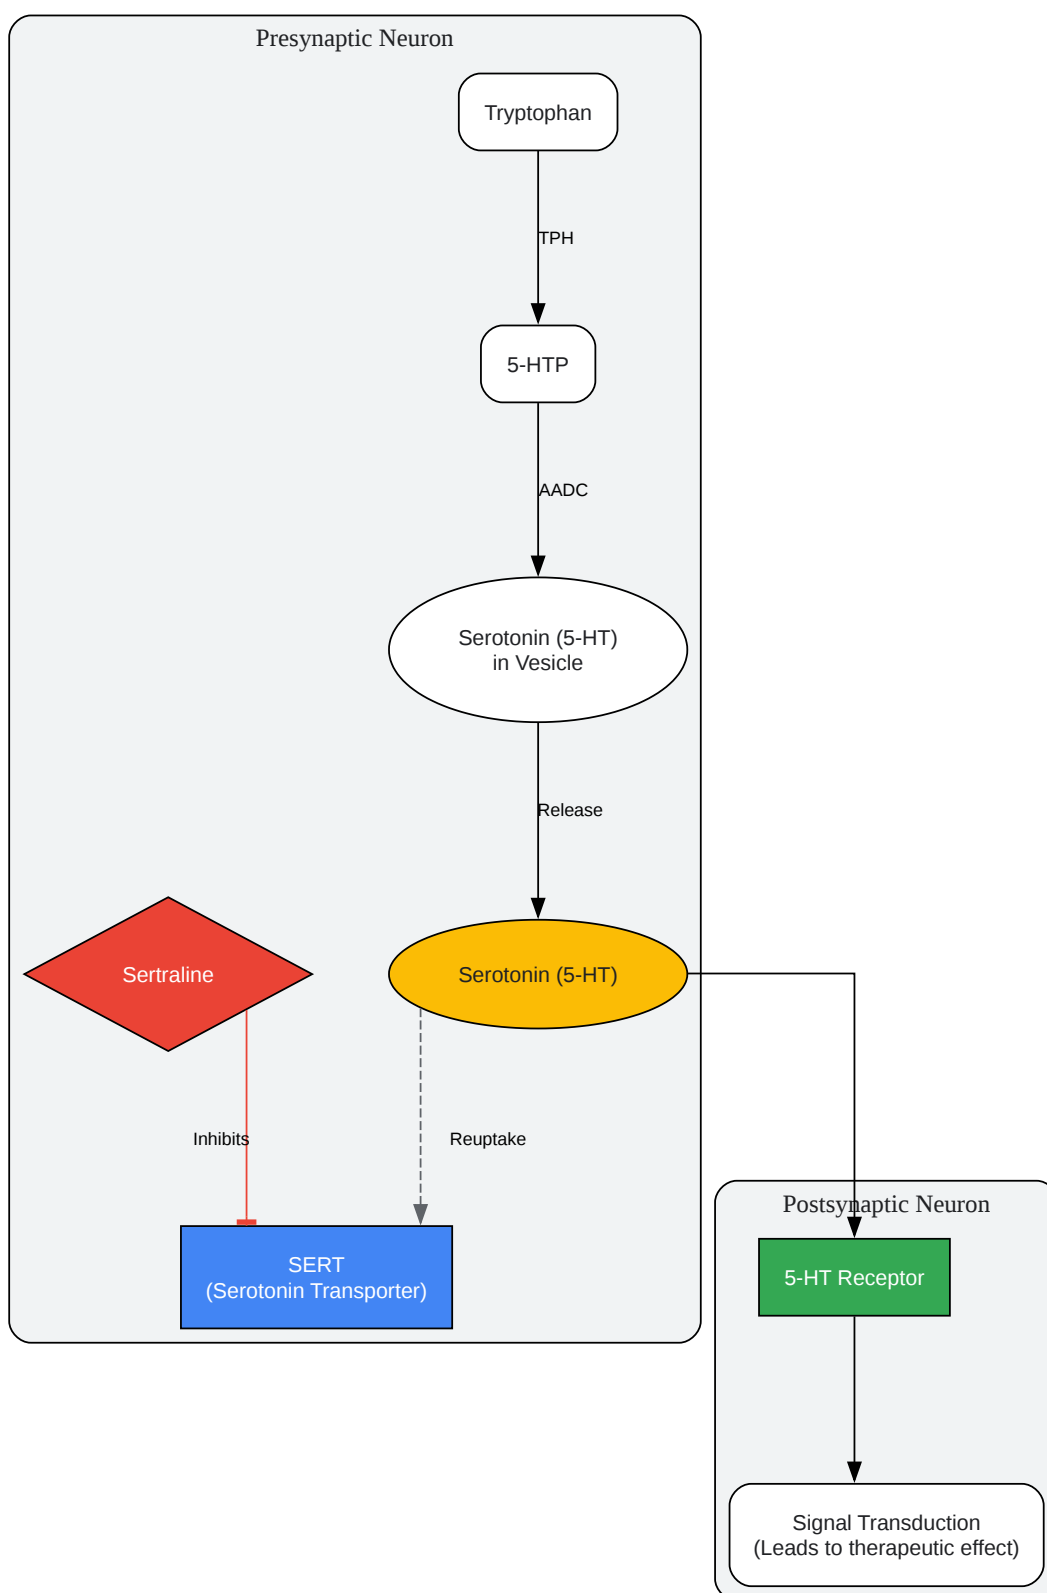 Presynaptic Neuron
Tryptophan
TPH
5-HTP
AADC
Serotonin (5-HT)
in Vesicle
Release
Sertraline
Serotonin (5-HT)
Inhibits
Reuptake
SERT
(Serotonin Transporter)
Postsynaptic Neuron
5-HT Receptor
Signal Transduction
(Leads to therapeutic effect)